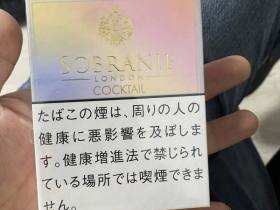 SOBRANIE
LONDON
COCKTAIL
たばこの煙は、周りの人の
健康に悪影響を及ぼしま
す。健康増進法で禁じられ
ている場所では喫煙できま
せん。